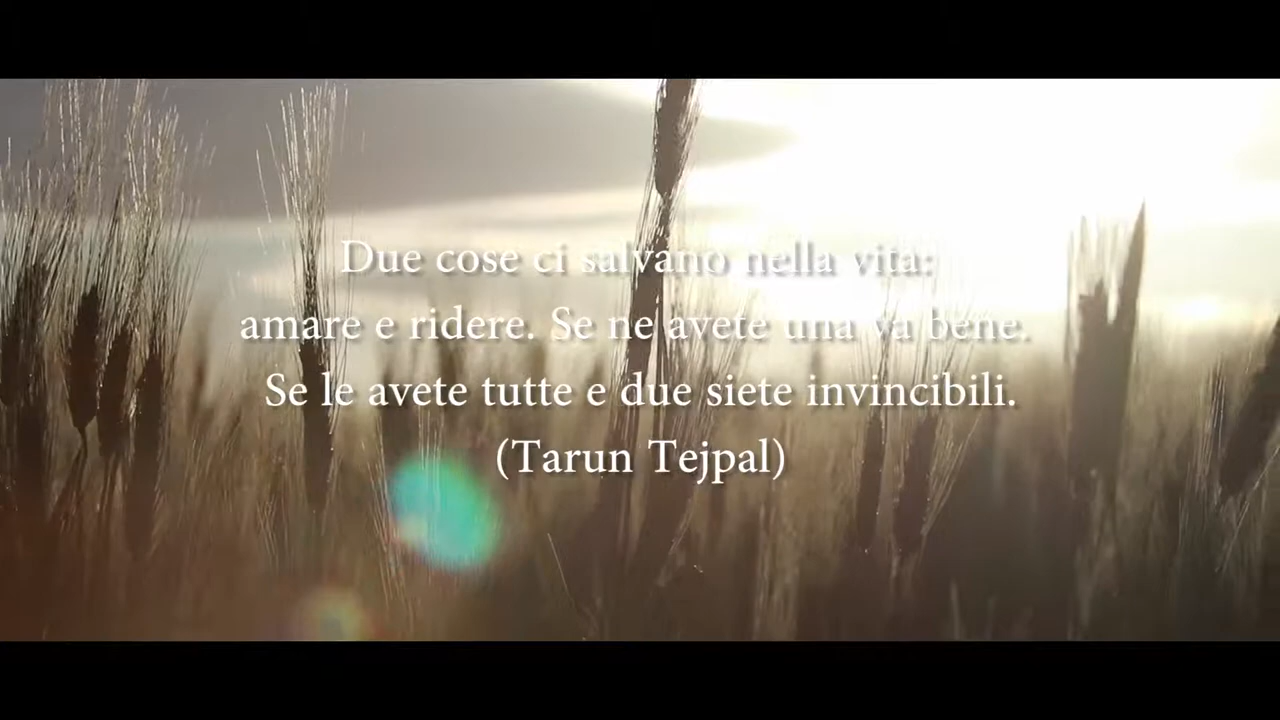 Due cose ci salvano nella vita:
amare e ridere. Se ne avete una va bene.
Se le avete tutte e due siete invincibili.
(Tarun Tejpal)